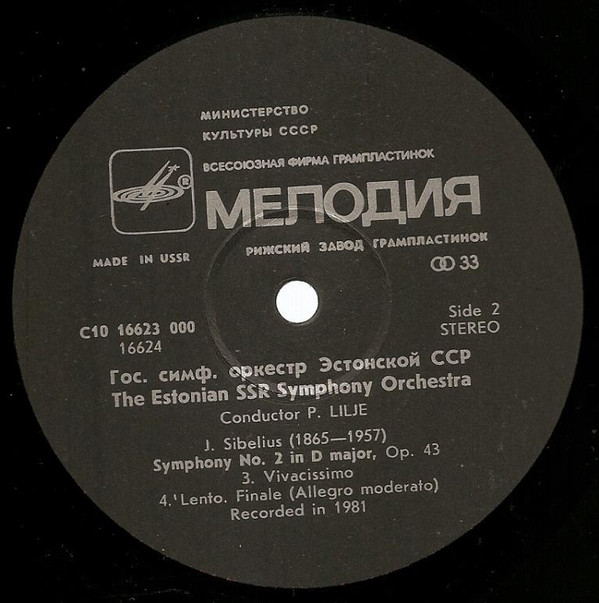 МИНИСТЕРСТВО
КУЛЬТУРЫ СССР
ВСЕСОЮЗНАЯ ФИРМА ГРАМПЛАСТИНОК
®
МЕЛОДИЯ
РИЖСКИЙ ЗАВОД ГРАМПЛАСТИНОК
MADE IN USSR
33
С10 16623 000
16624
Side 2
STEREO
Гос. симф. оркестр Эстонской ССР
The Estonian SSR Symphony Orchestra
Conductor P. LILJE
J. Sibelius (1865—1957)
Symphony No. 2 in D major, Op. 43
3. Vivacissimo
4. Lento. Finale (Allegro moderato)
Recorded in 1981